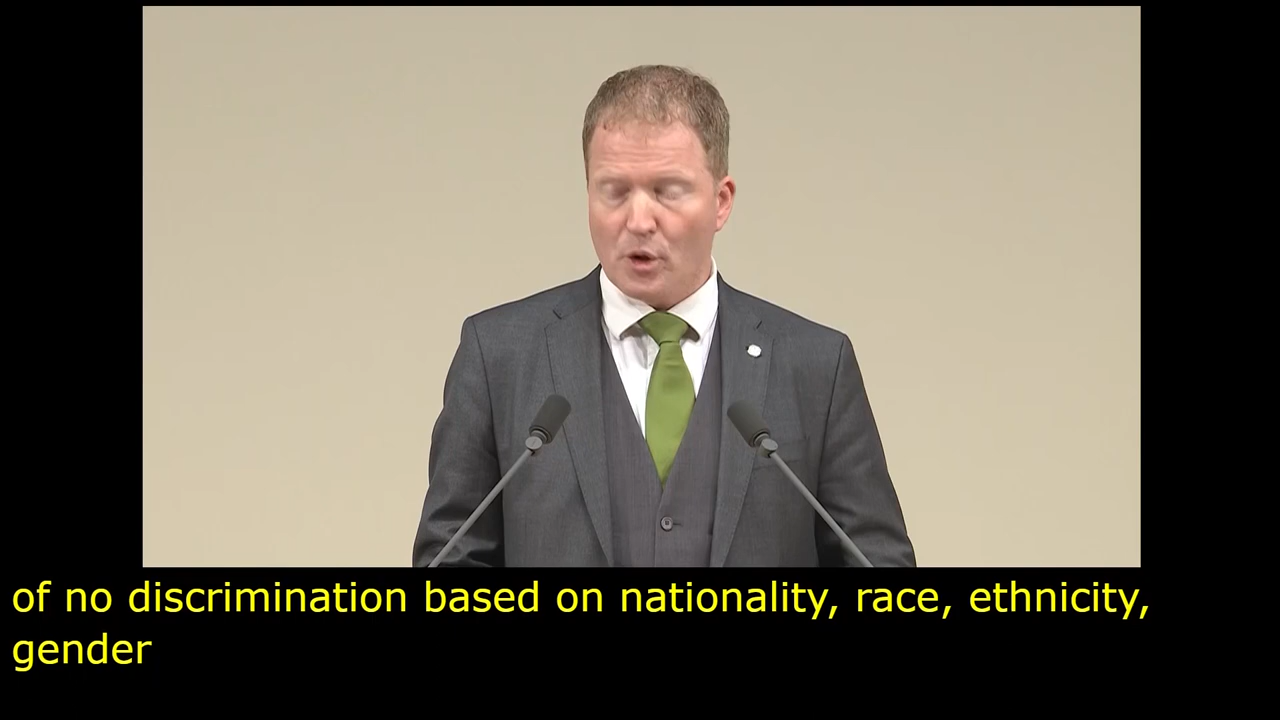 of no discrimination based on nationality, race, ethnicity,
gender